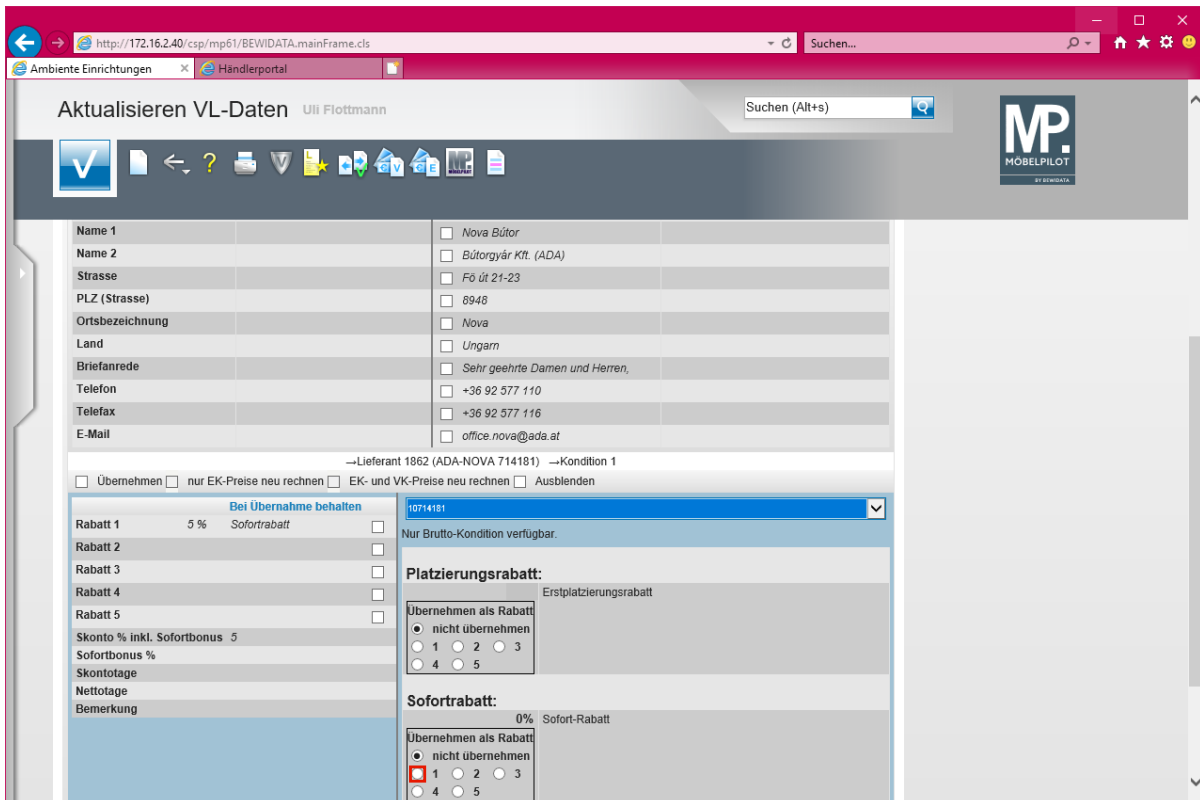 http://172.16.2.40/csp/mp61/BEWIDATA.mainFrame.cls
Suchen...
Ambiente Einrichtungen
Händlerportal
Aktualisieren VL-Daten Uli Flottmann
Suchen (Alt+s)
MP.
MÖBELPILOT
BY BEWIDATA
Name 1 Nova Bútor
Name 2 Bútorgyár Kft. (ADA)
Strasse Fö út 21-23
PLZ (Strasse) 8948
Ortsbezeichnung Nova
Land Ungarn
Briefanrede Sehr geehrte Damen und Herren,
Telefon +36 92 577 110
Telefax +36 92 577 116
E-Mail office.nova@ada.at
→Lieferant 1862 (ADA-NOVA 714181) →Kondition 1
Übernehmen nur EK-Preise neu rechnen EK- und VK-Preise neu rechnen Ausblenden
Bei Übernahme behalten
Rabatt 1 5 % Sofortrabatt
Rabatt 2
Rabatt 3
Rabatt 4
Rabatt 5
Skonto % inkl. Sofortbonus 5
Sofortbonus %
Skontotage
Nettotage
Bemerkung
10714181
Nur Brutto-Kondition verfügbar.
Platzierungsrabatt:
Erstplatzierungsrabatt
Übernehmen als Rabatt
nicht übernehmen
1 2 3
4 5
Sofortrabatt:
0% Sofort-Rabatt
Übernehmen als Rabatt
nicht übernehmen
1 2 3
4 5